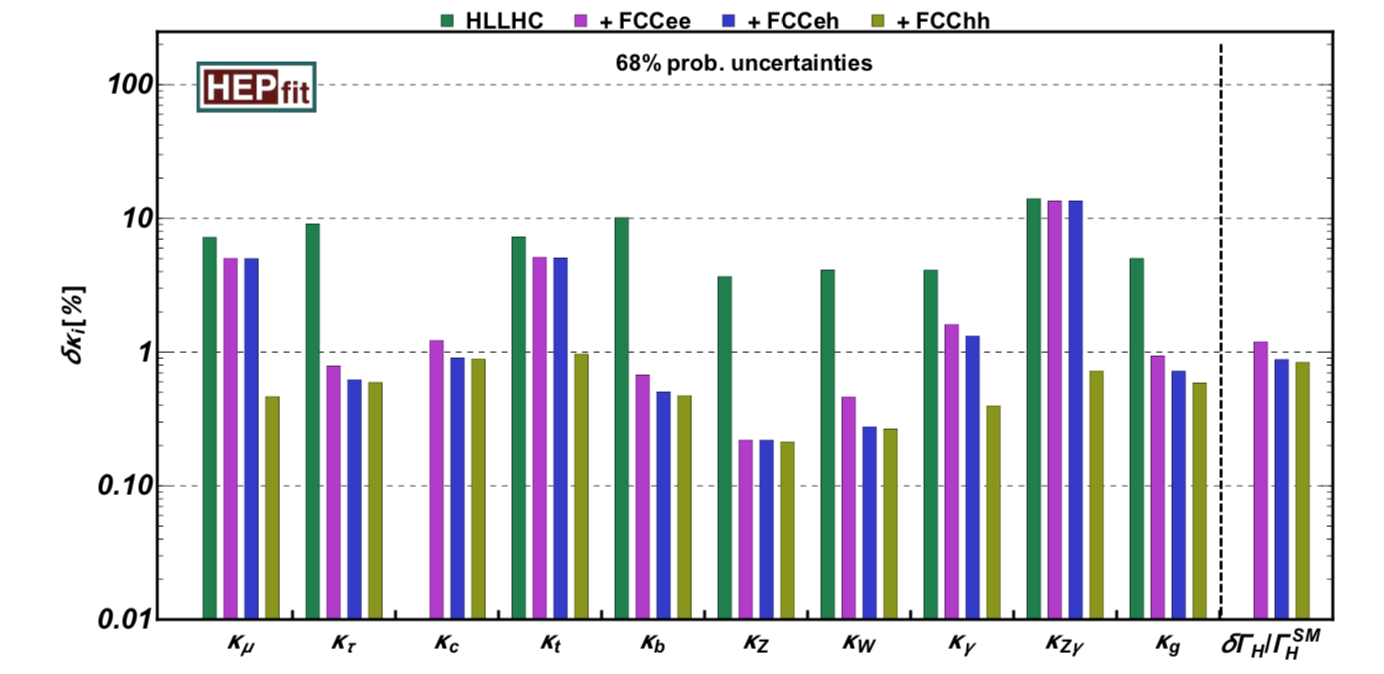 HLLHC + FCCee + FCCeh + FCChh
68% prob. uncertainties
HEPfit
100
10
1
0.10
0.01
δκi[%]
κμ κτ κc κt κb κZ κW κγ κZγ κg δΓH/ΓHSM